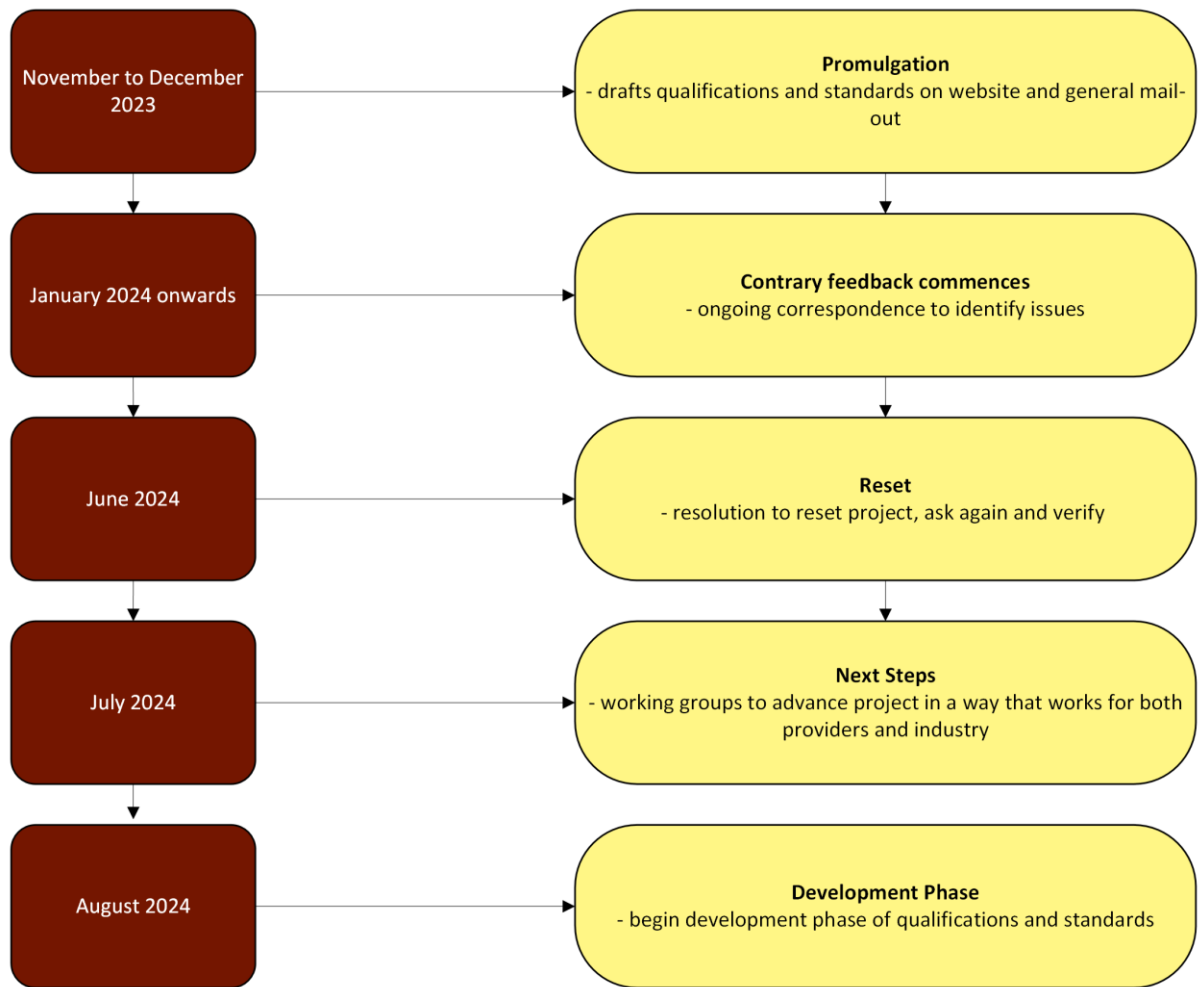 November to December
2023
Promulgation
- drafts qualifications and standards on website and general mail-
out
January 2024 onwards
Contrary feedback commences
- ongoing correspondence to identify issues
June 2024
Reset
- resolution to reset project, ask again and verify
July 2024
Next Steps
- working groups to advance project in a way that works for both
providers and industry
August 2024
Development Phase
- begin development phase of qualifications and standards